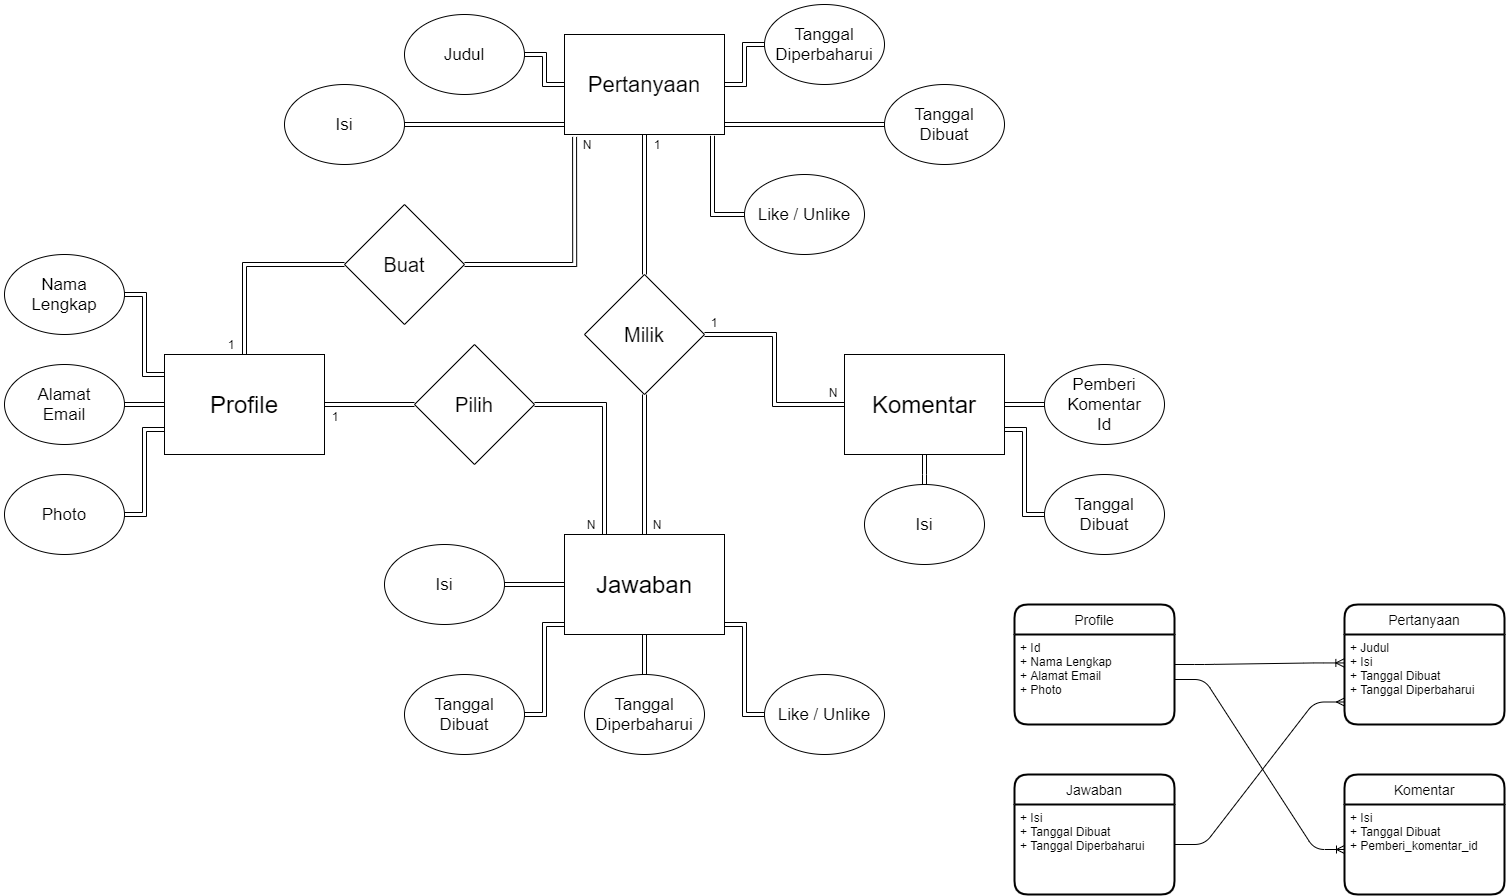 Judul
Pertanyaan
Tanggal
Diperbaharui
Isi
Tanggal
Dibuat
N
1
Like / Unlike
Buat
Nama
Lengkap
1
Milik
1
Alamat
Email
Profile
1
Pilih
N
Komentar
Pemberi
Komentar
Id
Photo
N
N
Isi
Tanggal
Dibuat
Isi
Jawaban
Tanggal
Dibuat
Tanggal
Diperbaharui
Like / Unlike
Profile
+ Id
+ Nama Lengkap
+ Alamat Email
+ Photo
Pertanyaan
+ Judul
+ Isi
+ Tanggal Dibuat
+ Tanggal Diperbaharui
Jawaban
+ Isi
+ Tanggal Dibuat
+ Tanggal Diperbaharui
Komentar
+ Isi
+ Tanggal Dibuat
+ Pemberi_komentar_id